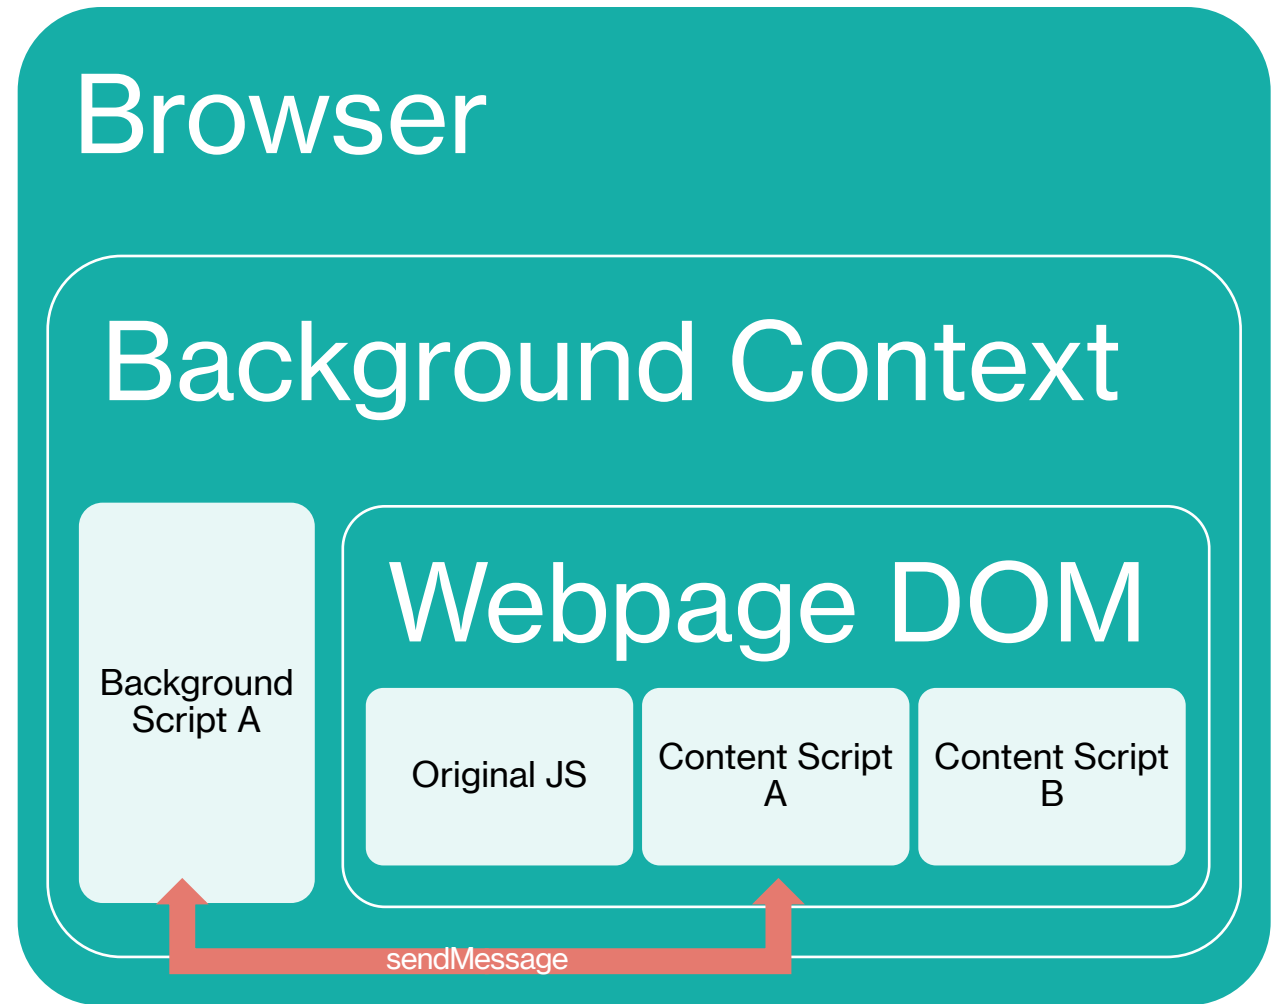 Browser
Background Context
Background
Script A
Webpage DOM
Original JS
Content Script
A
Content Script
B
sendMessage